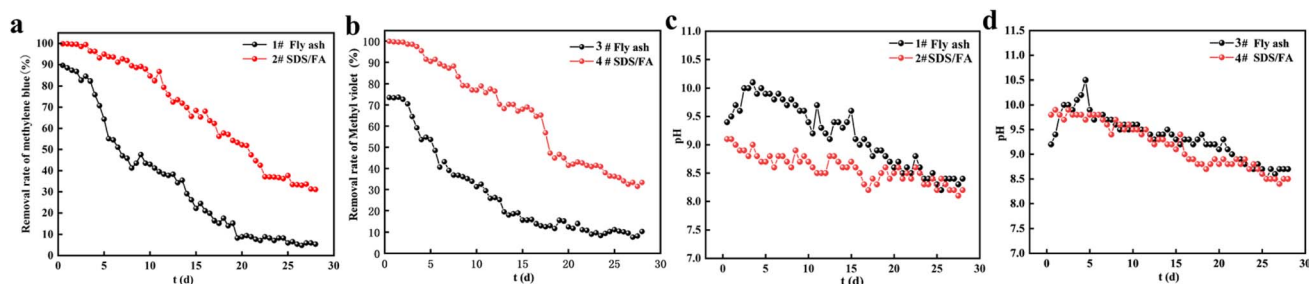 a
Removal rate of methylene blue(%)
100
90
80
70
60
50
40
30
20
10
0
0 5 10 15 20 25 30
t (d)
1# Fly ash
2# SDS/FA
b
Removal rate of Methyl violet (%)
100
90
80
70
60
50
40
30
20
10
0
0 5 10 15 20 25 30
t (d)
3 # Fly ash
4# SDS/FA
c
pH
11.0
10.5
10.0
9.5
9.0
8.5
8.0
7.5
7.0
0 5 10 15 20 25 30
t (d)
1# Fly ash
2# SDS/FA
d
pH
11.0
10.5
10.0
9.5
9.0
8.5
8.0
7.5
7.0
0 5 10 15 20 25 30
t (d)
3# Fly ash
4# SDS/FA